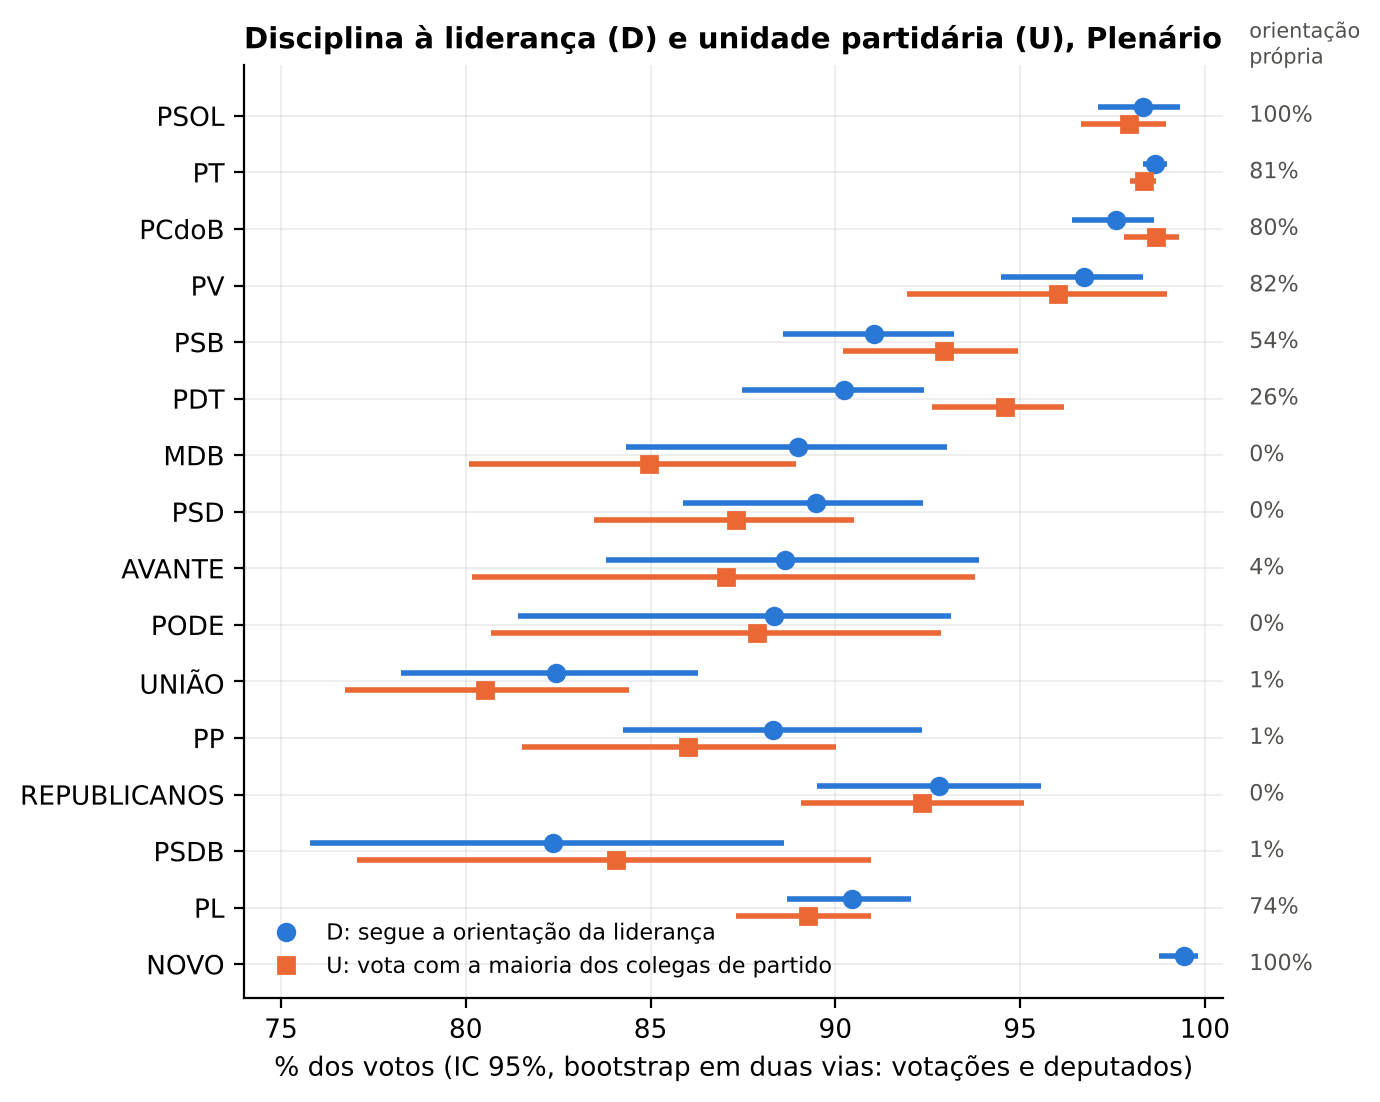 Disciplina à liderança (D) e unidade partidária (U), Plenário
orientação
própria
PSOL 100%
PT 81%
PCdoB 80%
PV 82%
PSB 54%
PDT 26%
MDB 0%
PSD 0%
AVANTE 4%
PODE 0%
UNIÃO 1%
PP 1%
REPUBLICANOS 0%
PSDB 1%
PL 74%
D: segue a orientação da liderança
U: vota com a maioria dos colegas de partido
NOVO 100%
75 80 85 90 95 100
% dos votos (IC 95%, bootstrap em duas vias: votações e deputados)